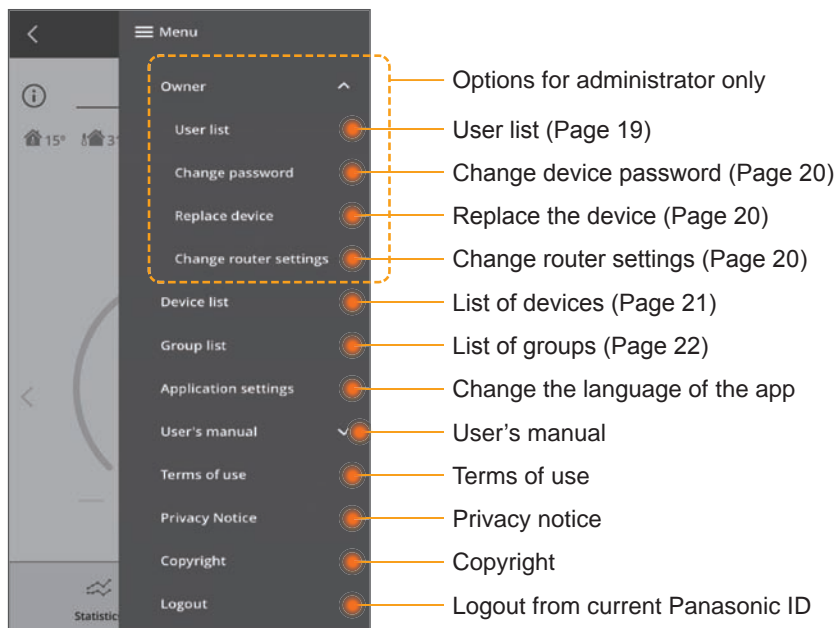 Menu
Owner
Options for administrator only
15°
User list
User list (Page 19)
Change password
Change device password (Page 20)
Replace device
Replace the device (Page 20)
Change router settings
Change router settings (Page 20)
Device list
List of devices (Page 21)
Group list
List of groups (Page 22)
Application settings
Change the language of the app
User's manual
User’s manual
Terms of use
Terms of use
Privacy Notice
Privacy notice
Copyright
Copyright
Logout
Logout from current Panasonic ID